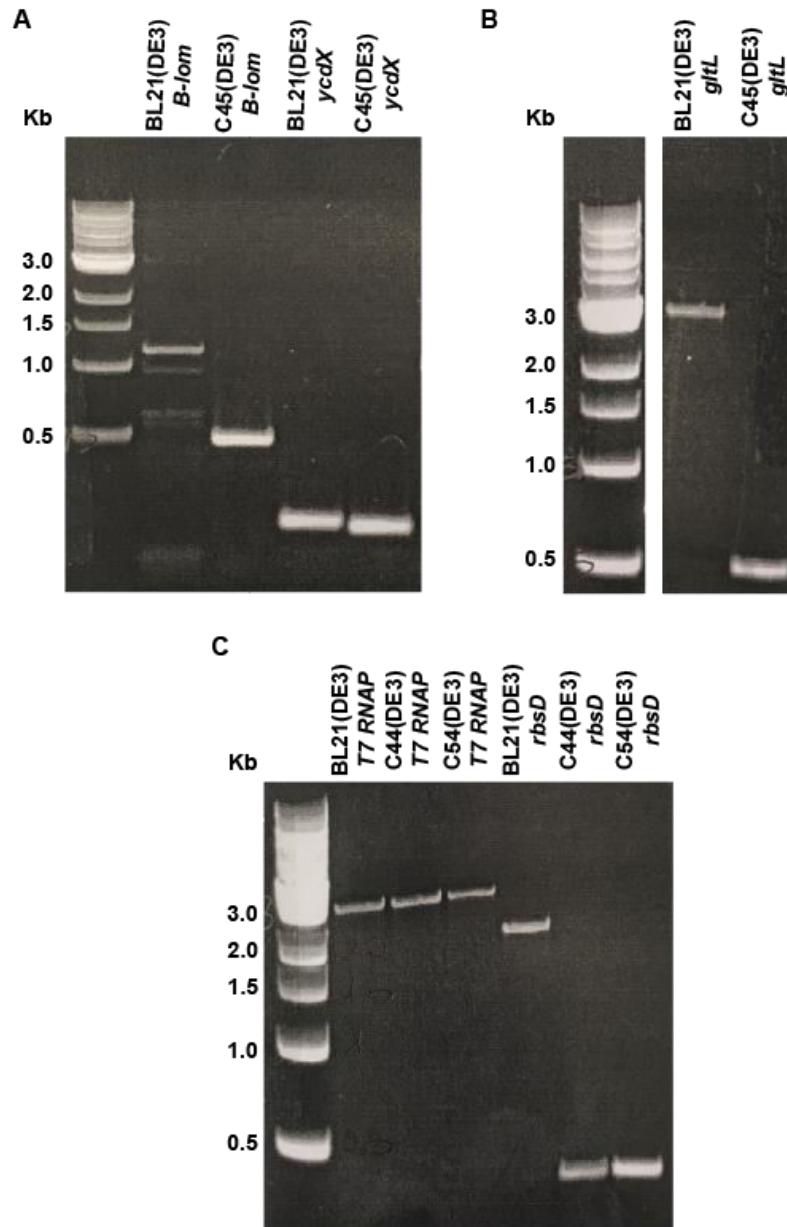 A
BL21(DE3)
B-lom
C45(DE3)
B-lom
BL21(DE3)
ycdX
C45(DE3)
ycdX
Kb
3.0
2.0
1.5
1.0
0.5
B
BL21(DE3)
gltL
C45(DE3)
gltL
Kb
3.0
2.0
1.5
1.0
0.5
C
BL21(DE3)
T7 RNAP
C44(DE3)
T7 RNAP
C54(DE3)
T7 RNAP
BL21(DE3)
rbsD
C44(DE3)
rbsD
C54(DE3)
rbsD
Kb
3.0
2.0
1.5
1.0
0.5